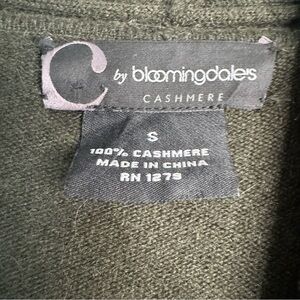 C by bloomingdale's
CASHMERE
S
100% CASHMERE
MADE IN CHINA
RN 1279